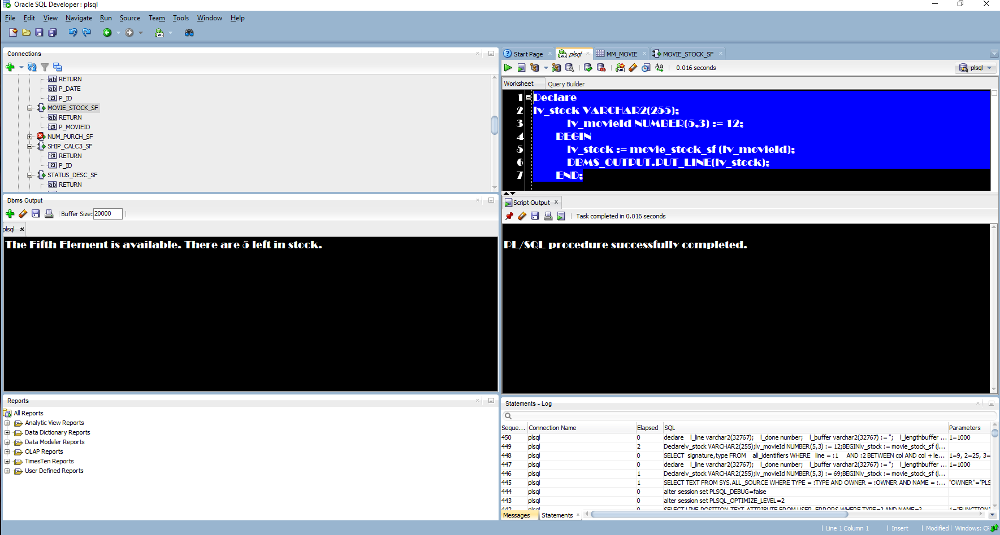 Oracle SQL Developer : plsql
File Edit View Navigate Run Source Team Tools Window Help
Connections
RETURN
P_DATE
P_ID
MOVIE_STOCK_SF
RETURN
P_MOVIEID
NUM_PURCH_SF
SHIP_CALC3_SF
RETURN
P_ID
STATUS_DESC_SF
RETURN
Dbms Output
Buffer Size: 20000
plsql
The Fifth Element is available. There are 5 left in stock.
Reports
All Reports
Analytic View Reports
Data Dictionary Reports
Data Modeler Reports
OLAP Reports
TimesTen Reports
User Defined Reports
Start Page plsql MM_MOVIE MOVIE_STOCK_SF
0.016 seconds plsql
Worksheet Query Builder
1 Declare
2 lv_stock VARCHAR2(255);
3 lv_movieId NUMBER(5,3) := 12;
4 BEGIN
5 lv_stock := movie_stock_sf (lv_movieId);
6 DBMS_OUTPUT.PUT_LINE(lv_stock);
7 END;
Script Output
Task completed in 0.016 seconds
PL/SQL procedure successfully completed.
Statements - Log
Seque... Connection Name Elapsed SQL Parameters
450 plsql 0 declare l_line varchar2(32767); l_done number; l_buffer varchar2(32767) := ''; l_lengthbuffer ... 1=1000
449 plsql 2 Declarelv_stock VARCHAR2(255);lv_movieId NUMBER(5,3) := 12;BEGINlv_stock := movie_stock_sf (l...
448 plsql 0 SELECT signature,type FROM all_identifiers WHERE line = :1 AND :2 BETWEEN col AND col + le... 1=9, 2=25, 3=
447 plsql 0 declare l_line varchar2(32767); l_done number; l_buffer varchar2(32767) := ''; l_lengthbuffer ... 1=1000
446 plsql 1 Declarelv_stock VARCHAR2(255);lv_movieId NUMBER(5,3) := 69;BEGINlv_stock := movie_stock_sf (l...
445 plsql 1 SELECT TEXT FROM SYS.ALL_SOURCE WHERE TYPE = :TYPE AND OWNER = :OWNER AND NAME = :... "OWNER"="PLS
444 plsql 0 alter session set PLSQL_DEBUG=false
443 plsql 0 alter session set PLSQL_OPTIMIZE_LEVEL=2
Messages Statements
Line 1 Column 1 Insert Modified Windows: CF